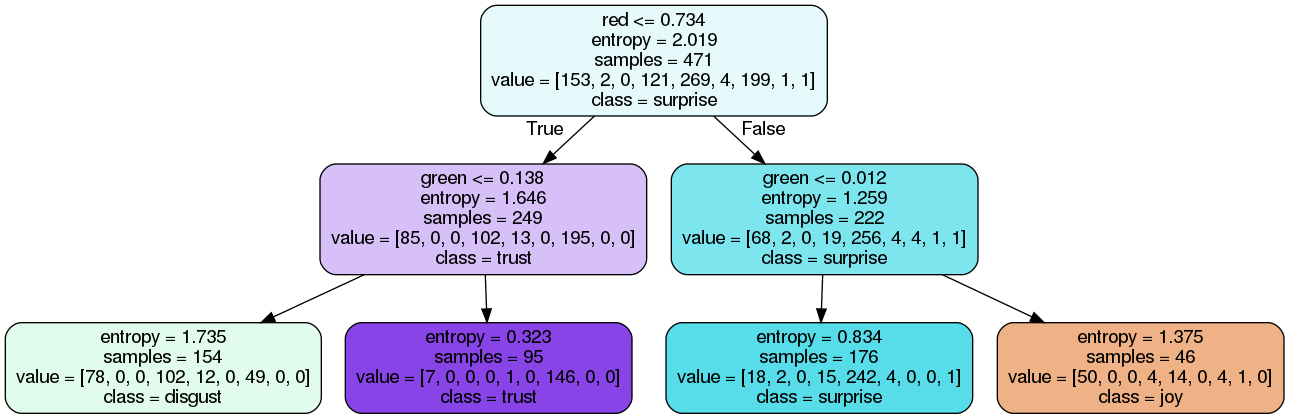 red <= 0.734
entropy = 2.019
samples = 471
value = [153, 2, 0, 121, 269, 4, 199, 1, 1]
class = surprise
True
False
green <= 0.138
entropy = 1.646
samples = 249
value = [85, 0, 0, 102, 13, 0, 195, 0, 0]
class = trust
green <= 0.012
entropy = 1.259
samples = 222
value = [68, 2, 0, 19, 256, 4, 4, 1, 1]
class = surprise
entropy = 1.735
samples = 154
value = [78, 0, 0, 102, 12, 0, 49, 0, 0]
class = disgust
entropy = 0.323
samples = 95
value = [7, 0, 0, 0, 1, 0, 146, 0, 0]
class = trust
entropy = 0.834
samples = 176
value = [18, 2, 0, 15, 242, 4, 0, 0, 1]
class = surprise
entropy = 1.375
samples = 46
value = [50, 0, 0, 4, 14, 0, 4, 1, 0]
class = joy